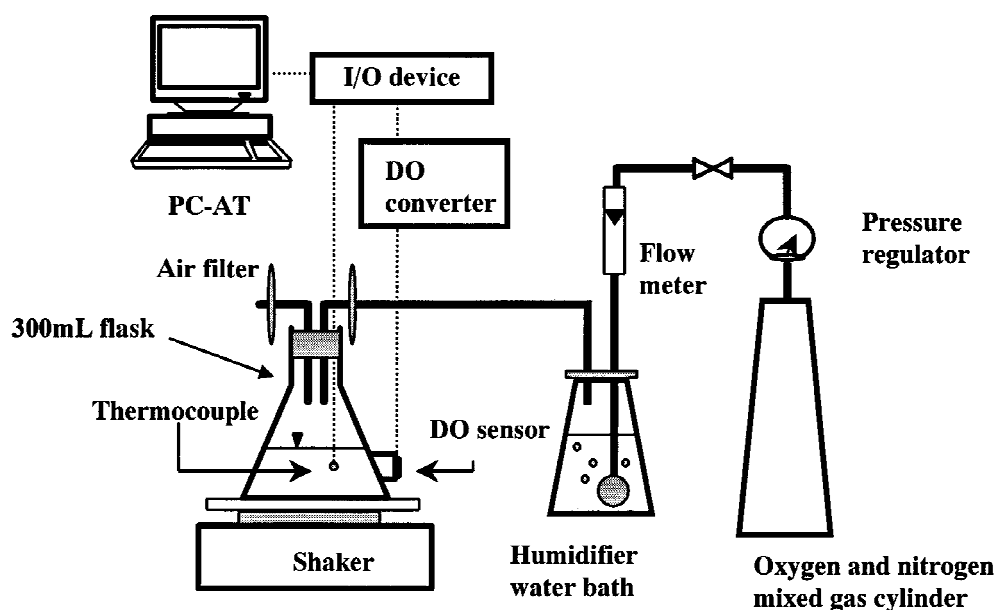 I/O device
DO
converter
PC-AT
Air filter
300mL flask
Thermocouple
DO sensor
Shaker
Flow
meter
Pressure
regulator
Humidifier
water bath
Oxygen and nitrogen
mixed gas cylinder